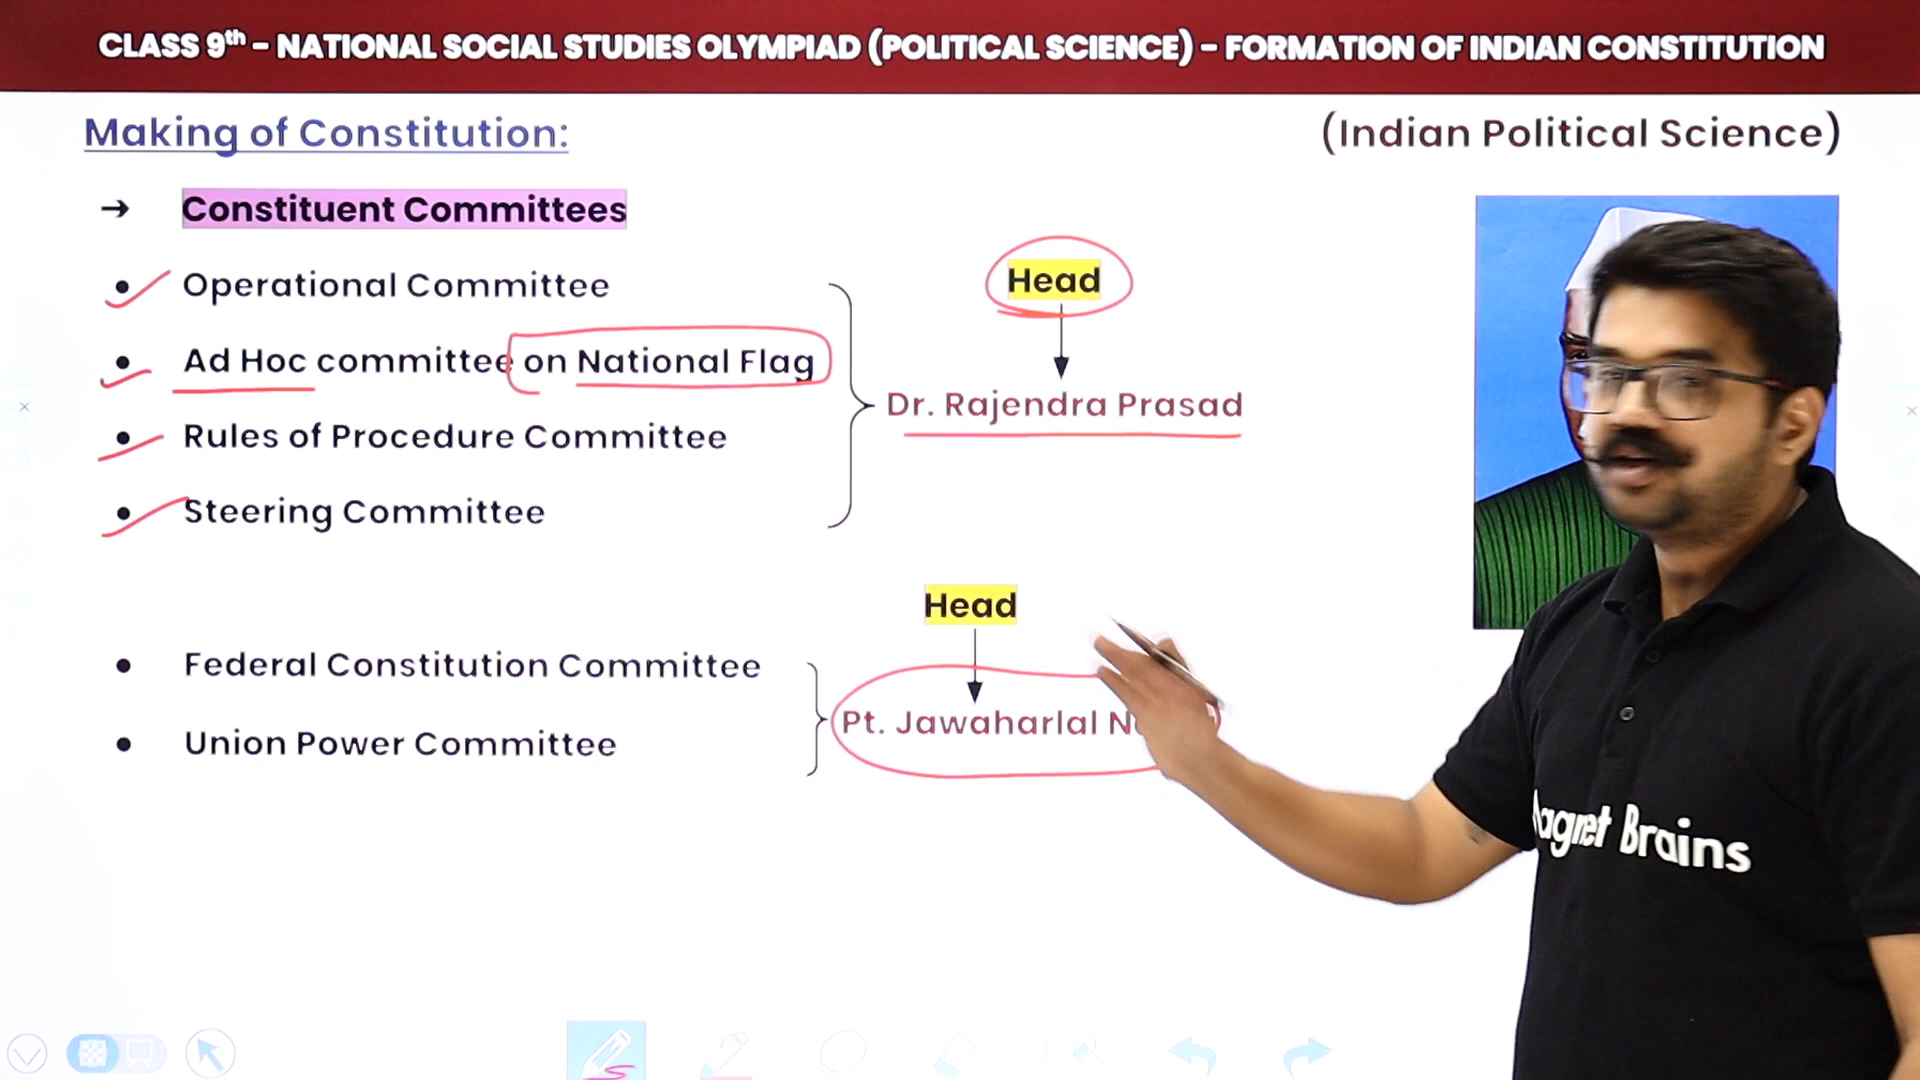 CLASS 9th - NATIONAL SOCIAL STUDIES OLYMPIAD (POLITICAL SCIENCE) - FORMATION OF INDIAN CONSTITUTION
Making of Constitution:
(Indian Political Science)
→ Constituent Committees
• Operational Committee
• Ad Hoc committee on National Flag
• Rules of Procedure Committee
• Steering Committee
Head
Dr. Rajendra Prasad
• Federal Constitution Committee
• Union Power Committee
Head
Pt. Jawaharlal
Brains